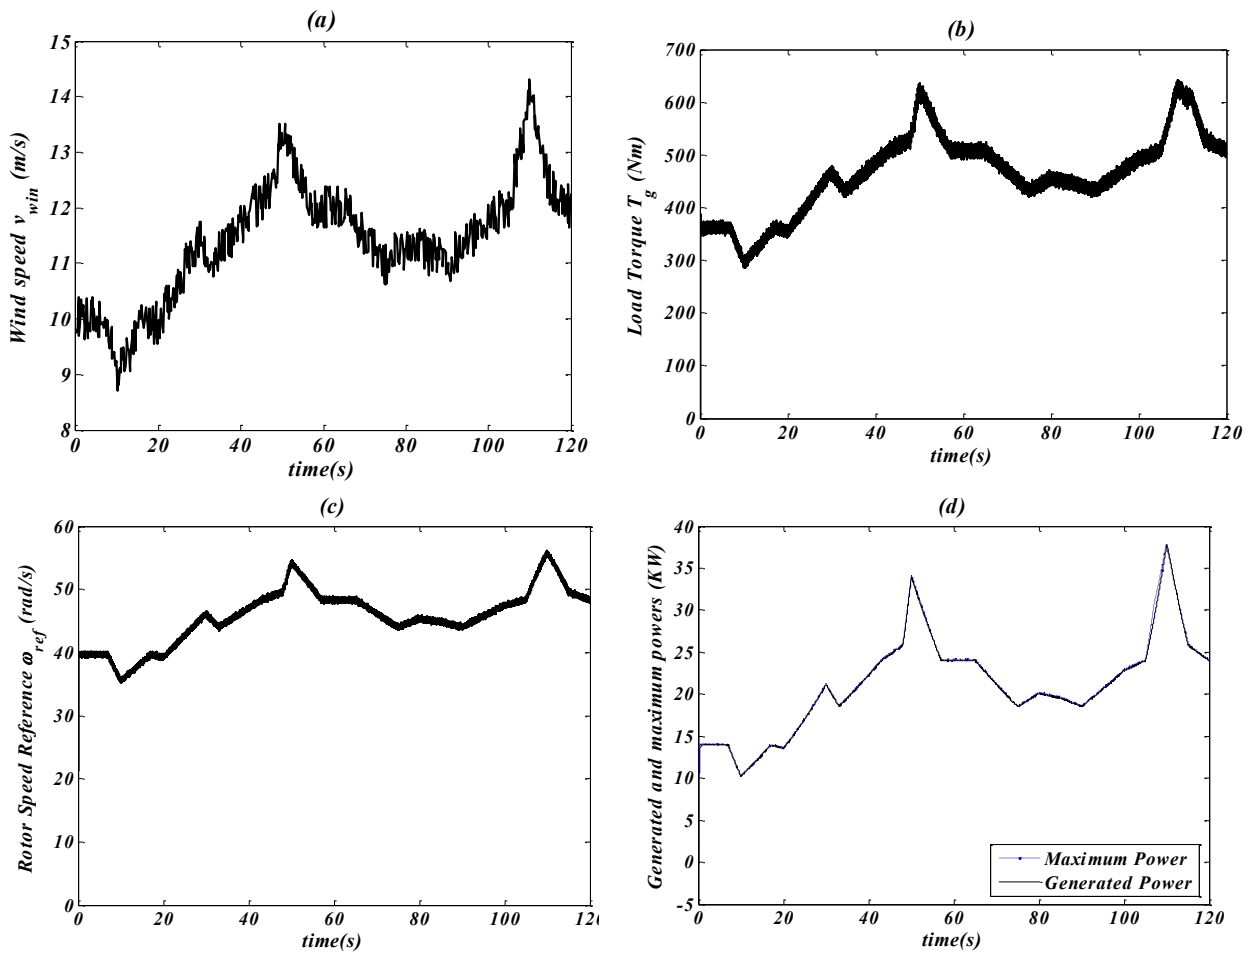 (a)
15
14
13
12
11
10
9
8
Wind speed v_win (m/s)
0 20 40 60 80 100 120
time(s)
(b)
700
600
500
400
300
200
100
0
Load Torque T_g (Nm)
0 20 40 60 80 100 120
time(s)
(c)
60
50
40
30
20
10
0
Rotor Speed Reference ω_ref (rad/s)
0 20 40 60 80 100 120
time(s)
(d)
40
35
30
25
20
15
10
5
0
-5
Generated and maximum powers (KW)
Maximum Power
Generated Power
0 20 40 60 80 100 120
time(s)